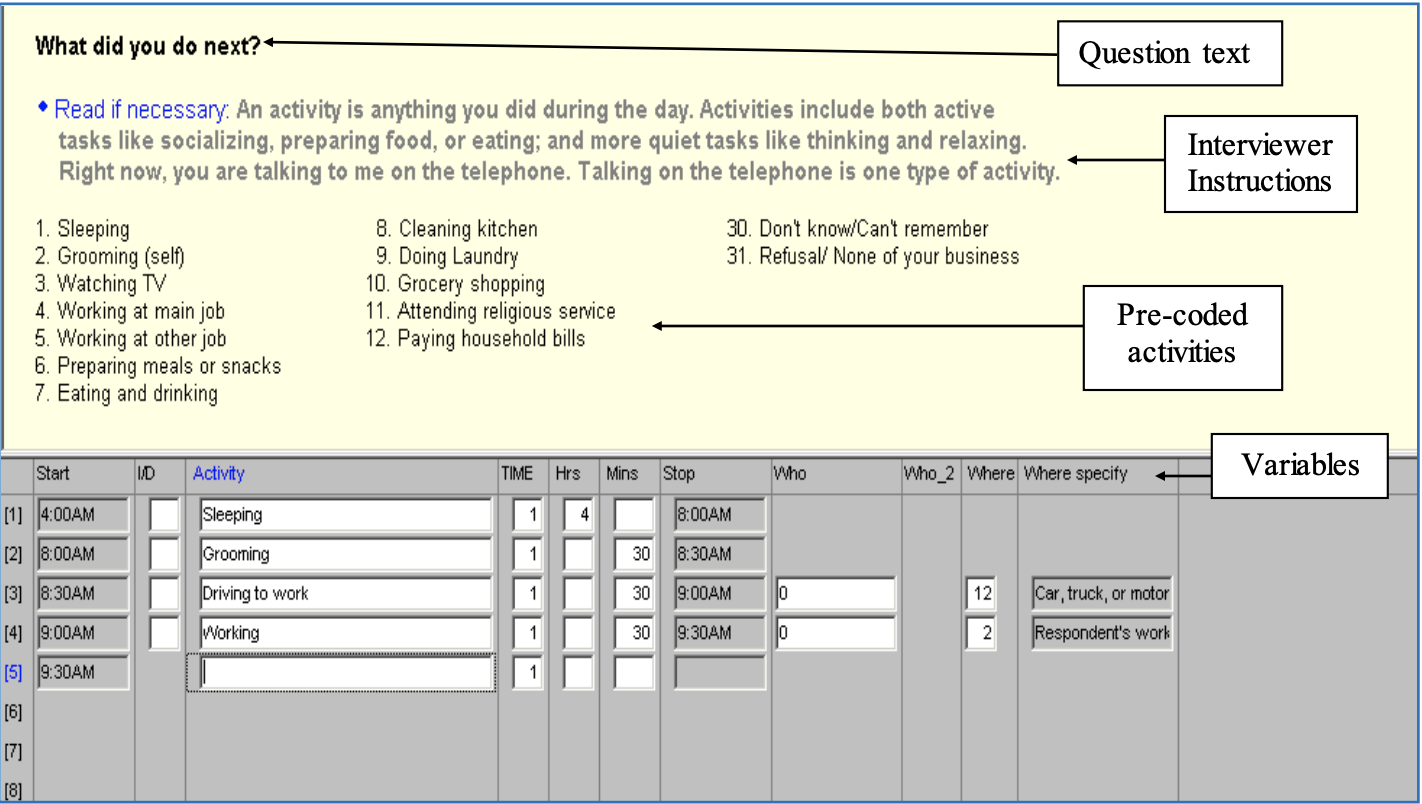 What did you do next?
Question text
• Read if necessary: An activity is anything you did during the day. Activities include both active
tasks like socializing, preparing food, or eating; and more quiet tasks like thinking and relaxing.
Right now, you are talking to me on the telephone. Talking on the telephone is one type of activity.
Interviewer
Instructions
1. Sleeping 8. Cleaning kitchen 30. Don't know/Can't remember
2. Grooming (self) 9. Doing Laundry 31. Refusal/ None of your business
3. Watching TV 10. Grocery shopping
4. Working at main job 11. Attending religious service
5. Working at other job 12. Paying household bills
6. Preparing meals or snacks
7. Eating and drinking
Pre-coded
activities
Variables
Start I/D Activity TIME Hrs Mins Stop Who Who_2 Where Where specify
[1] 4:00AM Sleeping 1 4 8:00AM
[2] 8:00AM Grooming 1 30 8:30AM
[3] 8:30AM Driving to work 1 30 9:00AM 0 12 Car, truck, or motor
[4] 9:00AM Working 1 30 9:30AM 0 2 Respondent's work
[5] 9:30AM 1
[6]
[7]
[8]